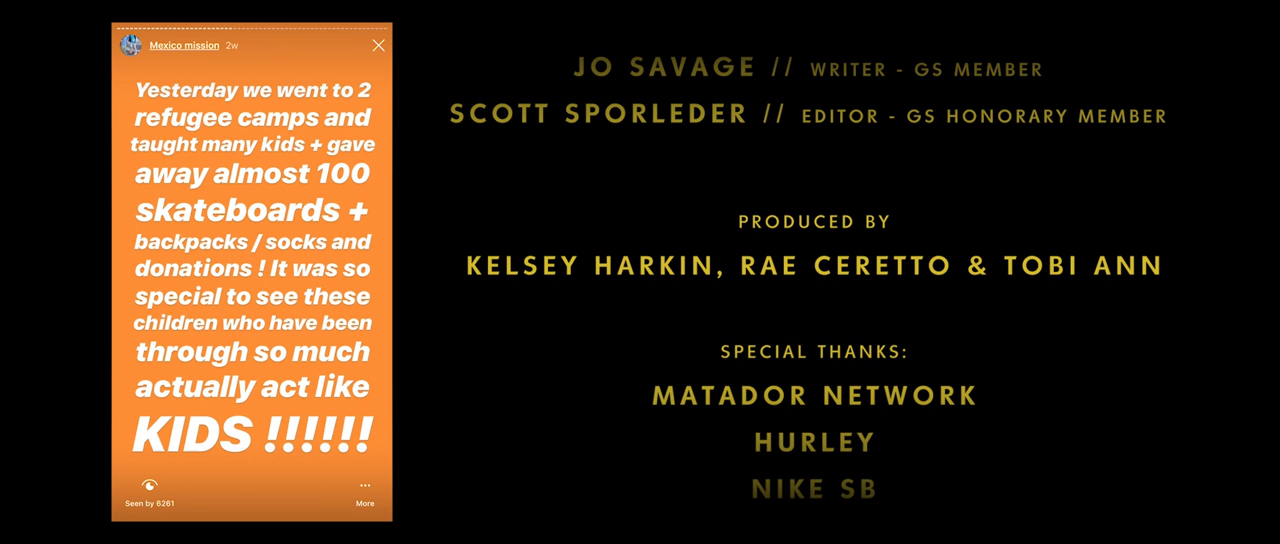 Mexico mission 2w
Yesterday we went to 2
refugee camps and
taught many kids + gave
away almost 100
skateboards +
backpacks / socks and
donations ! It was so
special to see these
children who have been
through so much
actually act like
KIDS !!!!!!
Seen by 6261
More
JO SAVAGE // WRITER - GS MEMBER
SCOTT SPORLEDER // EDITOR - GS HONORARY MEMBER
PRODUCED BY
KELSEY HARKIN, RAE CERETTO & TOBI ANN
SPECIAL THANKS:
MATADOR NETWORK
HURLEY
NIKE SB